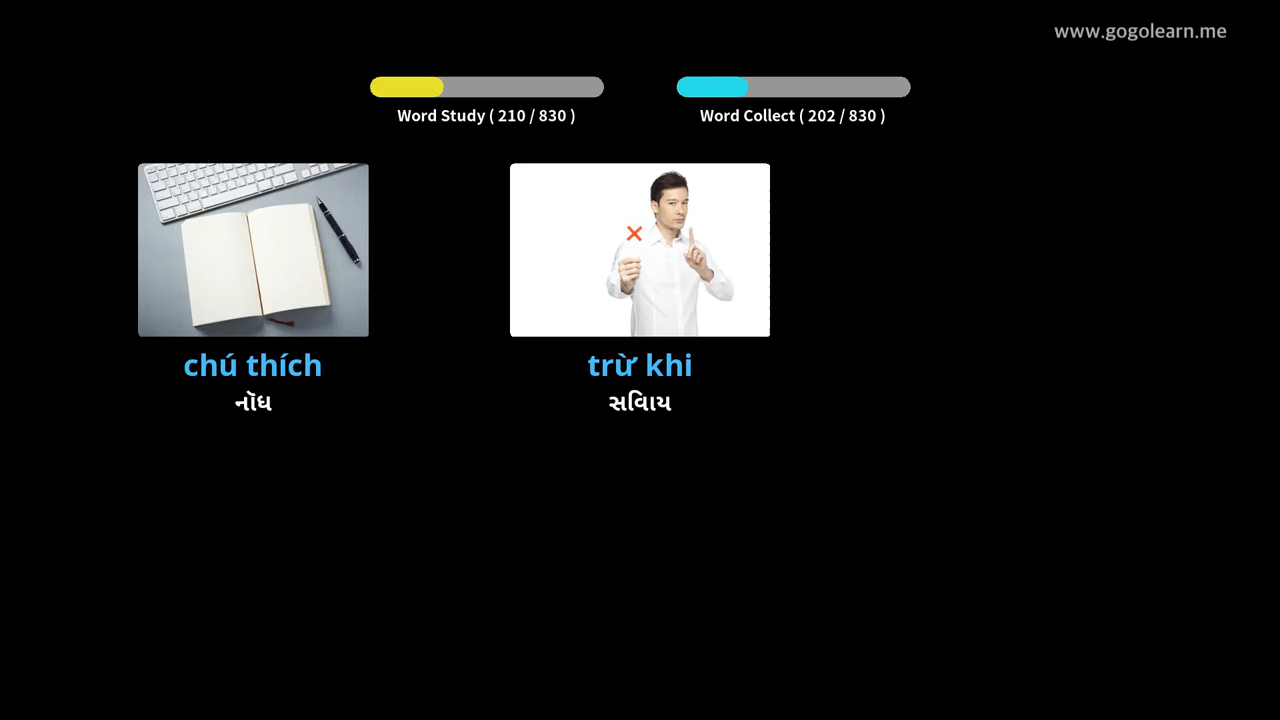 www.gogolearn.me
Word Study ( 210 / 830 )
Word Collect ( 202 / 830 )
chú thích
નોંધ
trừ khi
સિવાય